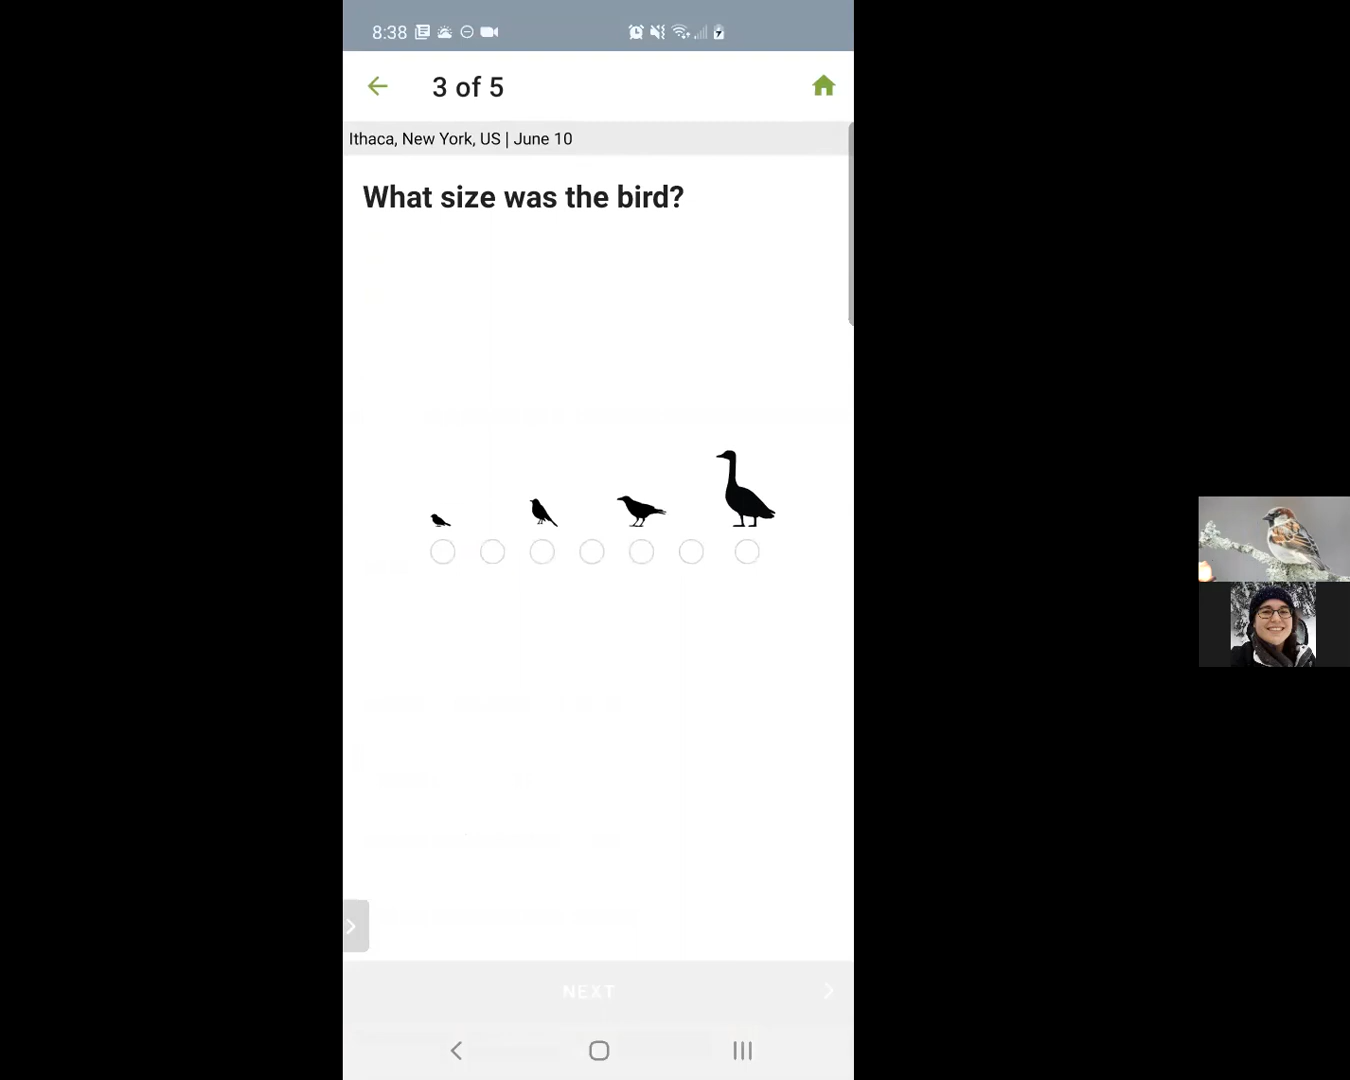 8:38
3 of 5
Ithaca, New York, US | June 10
What size was the bird?
NEXT